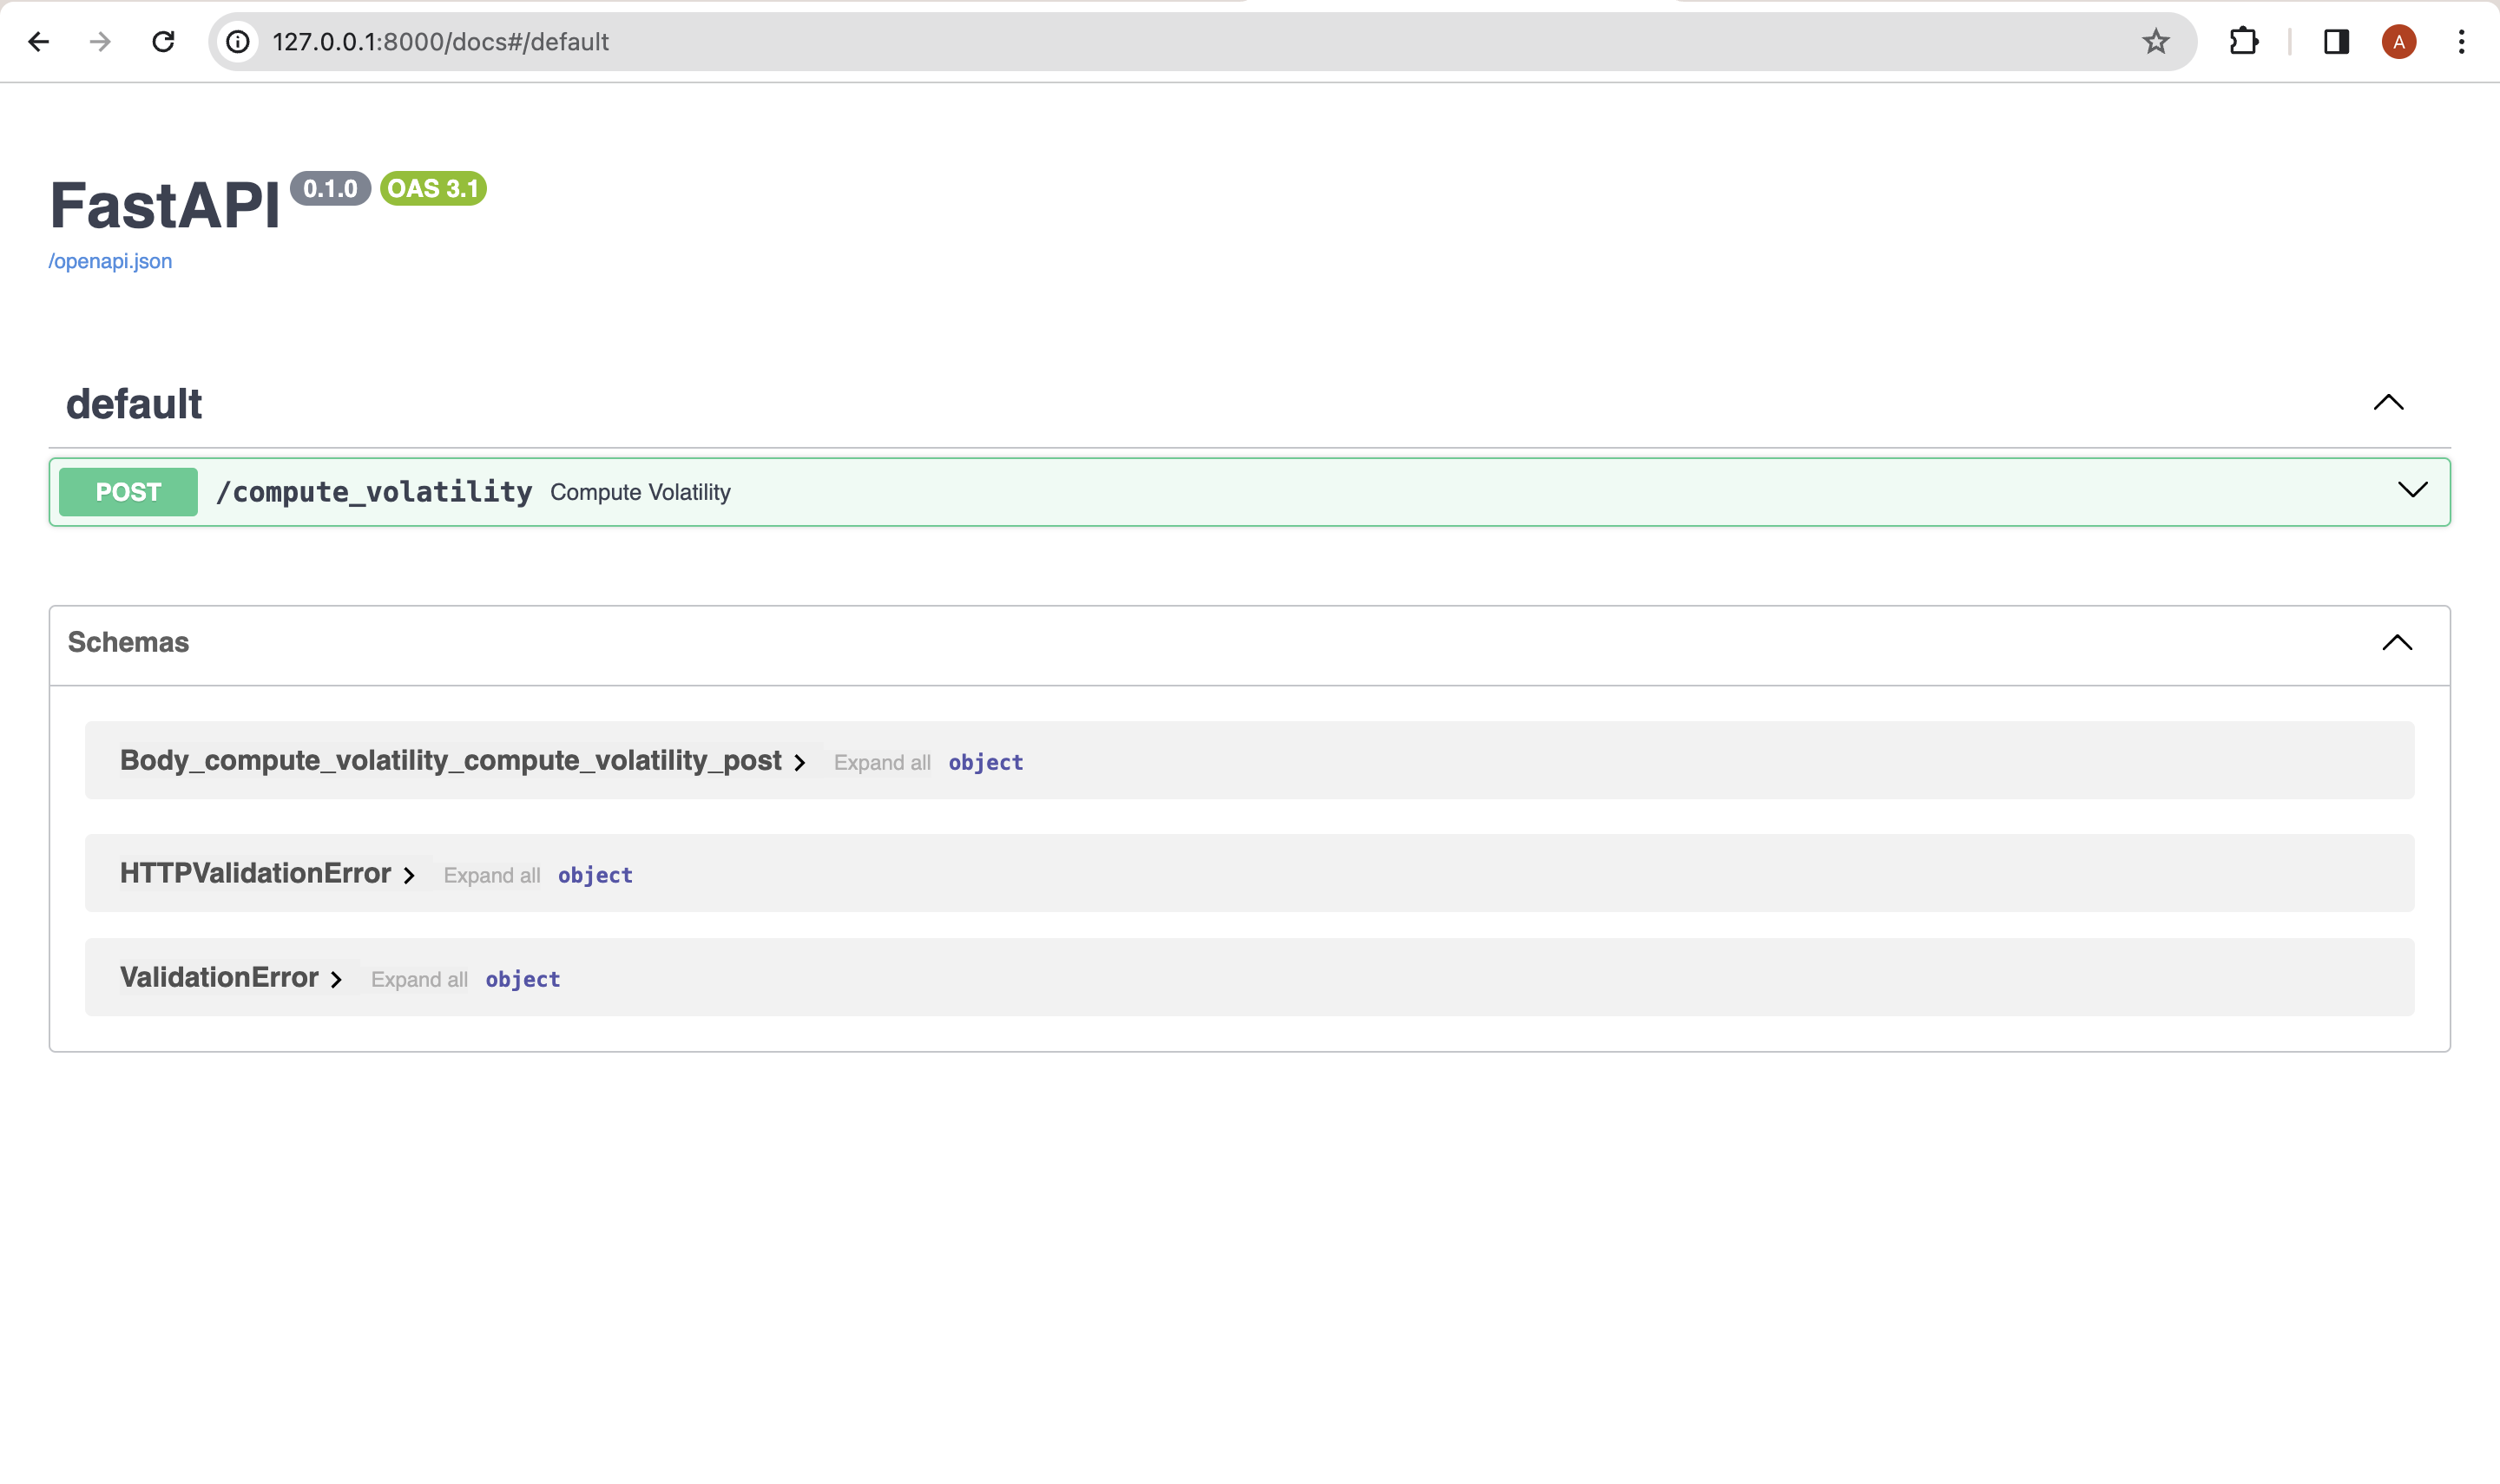 127.0.0.1:8000/docs#/default
A
FastAPI 0.1.0 OAS 3.1
/openapi.json
default
POST /compute_volatility Compute Volatility
Schemas
Body_compute_volatility_compute_volatility_post Expand all object
HTTPValidationError Expand all object
ValidationError Expand all object